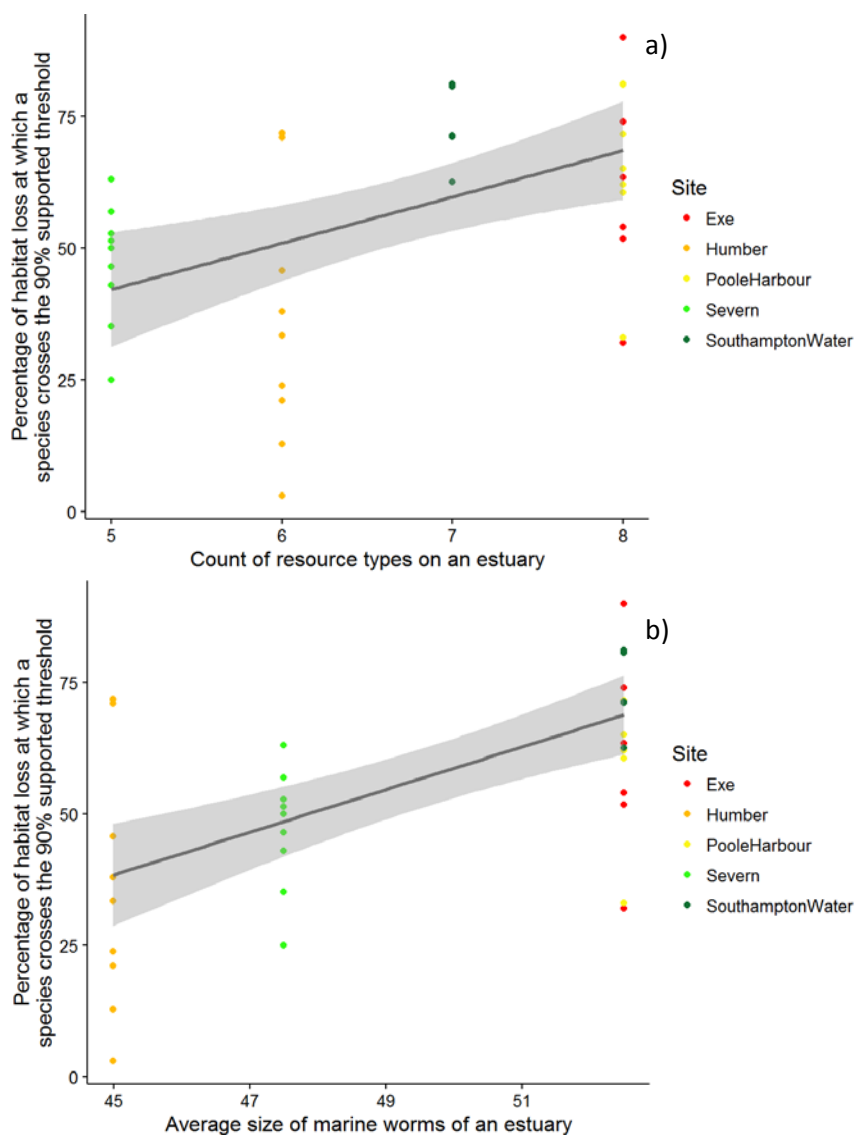 a)
Percentage of habitat loss at which a
species crosses the 90% supported threshold
75
50
25
0
5
6
7
8
Count of resource types on an estuary
Site
Exe
Humber
PooleHarbour
Severn
SouthamptonWater
b)
Percentage of habitat loss at which a
species crosses the 90% supported threshold
75
50
25
0
45
47
49
51
Average size of marine worms of an estuary
Site
Exe
Humber
PooleHarbour
Severn
SouthamptonWater